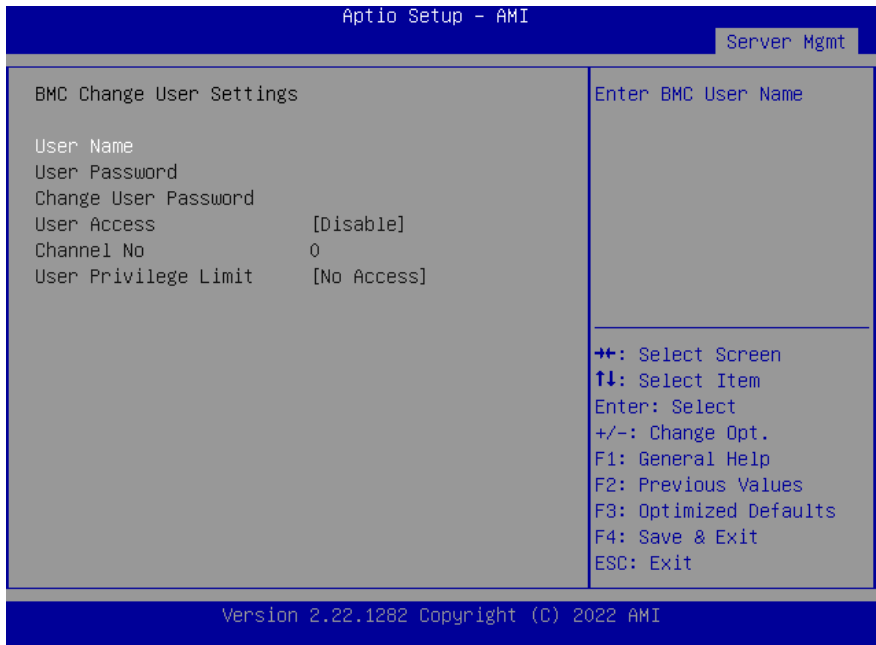 Aptio Setup – AMI
Server Mgmt
BMC Change User Settings
User Name
User Password
Change User Password
User Access [Disable]
Channel No 0
User Privilege Limit [No Access]
Enter BMC User Name
→←: Select Screen
↑↓: Select Item
Enter: Select
+/-: Change Opt.
F1: General Help
F2: Previous Values
F3: Optimized Defaults
F4: Save & Exit
ESC: Exit
Version 2.22.1282 Copyright (C) 2022 AMI